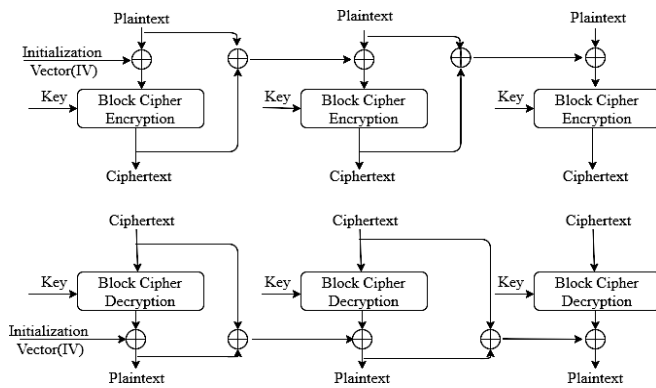 Plaintext Plaintext Plaintext
Initialization
Vector(IV)
Key Block Cipher Encryption Key Block Cipher Encryption Key Block Cipher Encryption
Ciphertext Ciphertext Ciphertext
Ciphertext Ciphertext Ciphertext
Key Block Cipher Decryption Key Block Cipher Decryption Key Block Cipher Decryption
Initialization
Vector(IV)
Plaintext Plaintext Plaintext